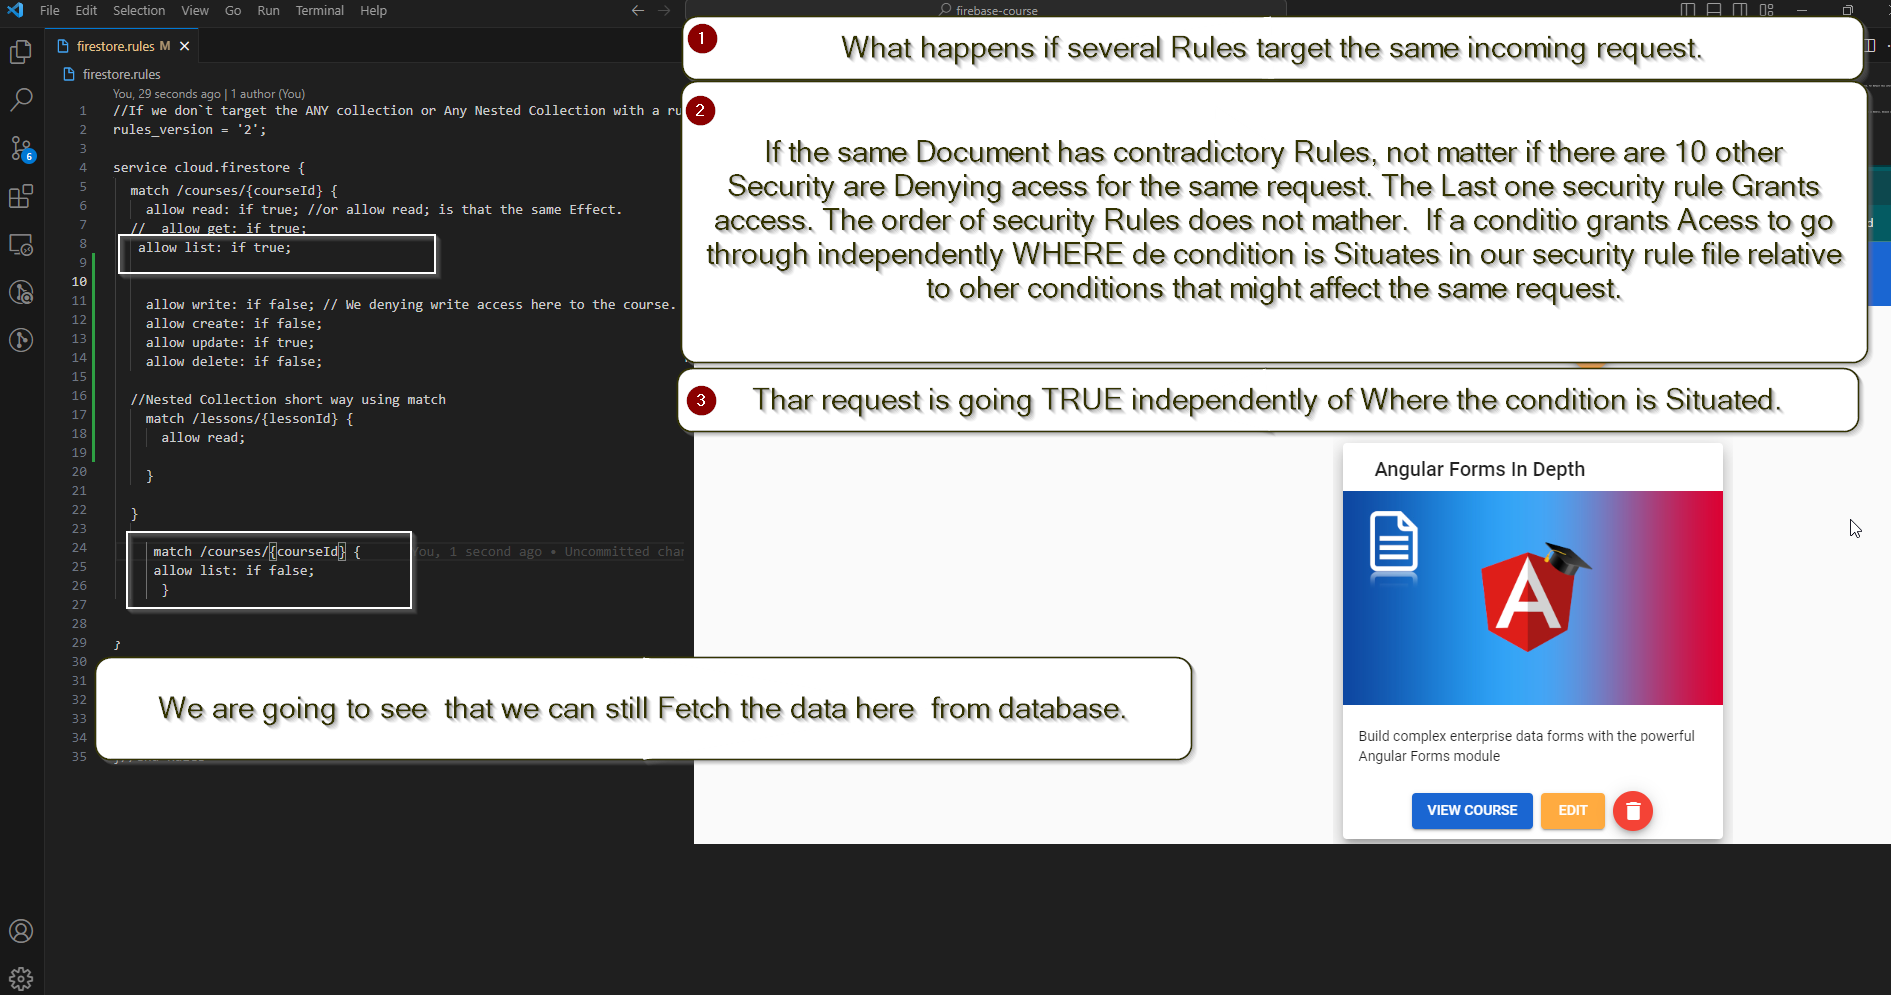 File Edit Selection View Go Run Terminal Help
firebase-course
firestore.rules M
firestore.rules
You, 29 seconds ago | 1 author (You)
1 //If we don`t target the ANY collection or Any Nested Collection with a ru
2 rules_version = '2';
3
4 service cloud.firestore {
5 match /courses/{courseId} {
6 allow read: if true; //or allow read; is that the same Effect.
7 // allow get: if true;
8 allow list: if true;
9
10
11 allow write: if false; // We denying write access here to the course.
12 allow create: if false;
13 allow update: if true;
14 allow delete: if false;
15
16 //Nested Collection short way using match
17 match /lessons/{lessonId} {
18 allow read;
19
20 }
21
22 }
23
24 match /courses/{courseId} { You, 1 second ago • Uncommitted char
25 allow list: if false;
26 }
27
28
29 }
30
31
32
33
34
35
6
1
What happens if several Rules target the same incoming request.
2
If the same Document has contradictory Rules, not matter if there are 10 other
Security are Denying acess for the same request. The Last one security rule Grants
access. The order of security Rules does not mather. If a conditio grants Acess to go
through independently WHERE de condition is Situates in our security rule file relative
to oher conditions that might affect the same request.
3
Thar request is going TRUE independently of Where the condition is Situated.
We are going to see that we can still Fetch the data here from database.
Angular Forms In Depth
A
Build complex enterprise data forms with the powerful
Angular Forms module
VIEW COURSE EDIT